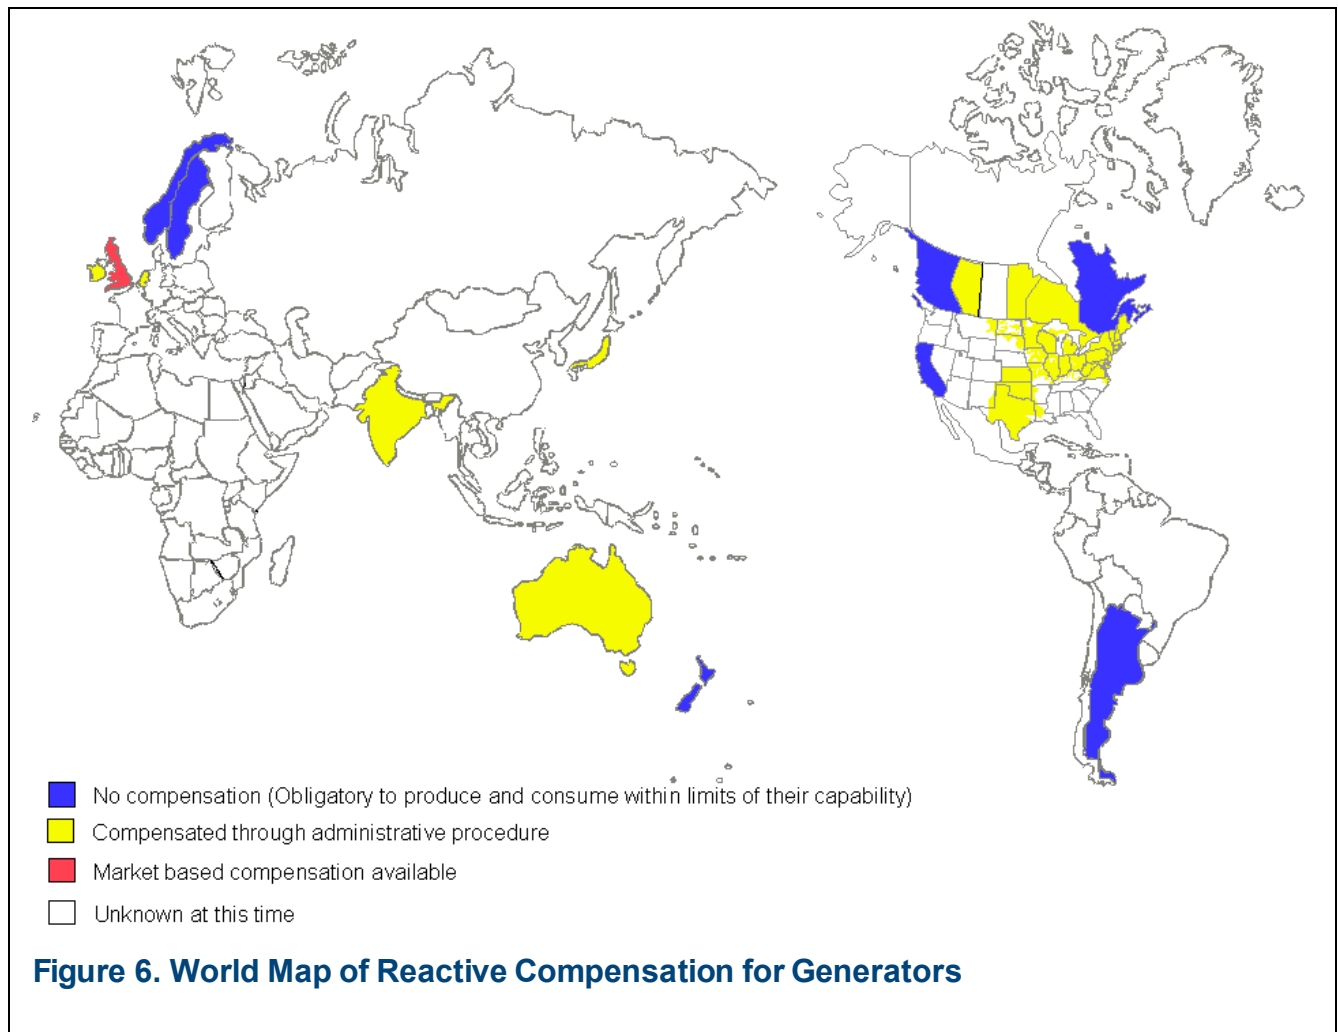 No compensation (Obligatory to produce and consume within limits of their capability)
Compensated through administrative procedure
Market based compensation available
Unknown at this time
Figure 6. World Map of Reactive Compensation for Generators